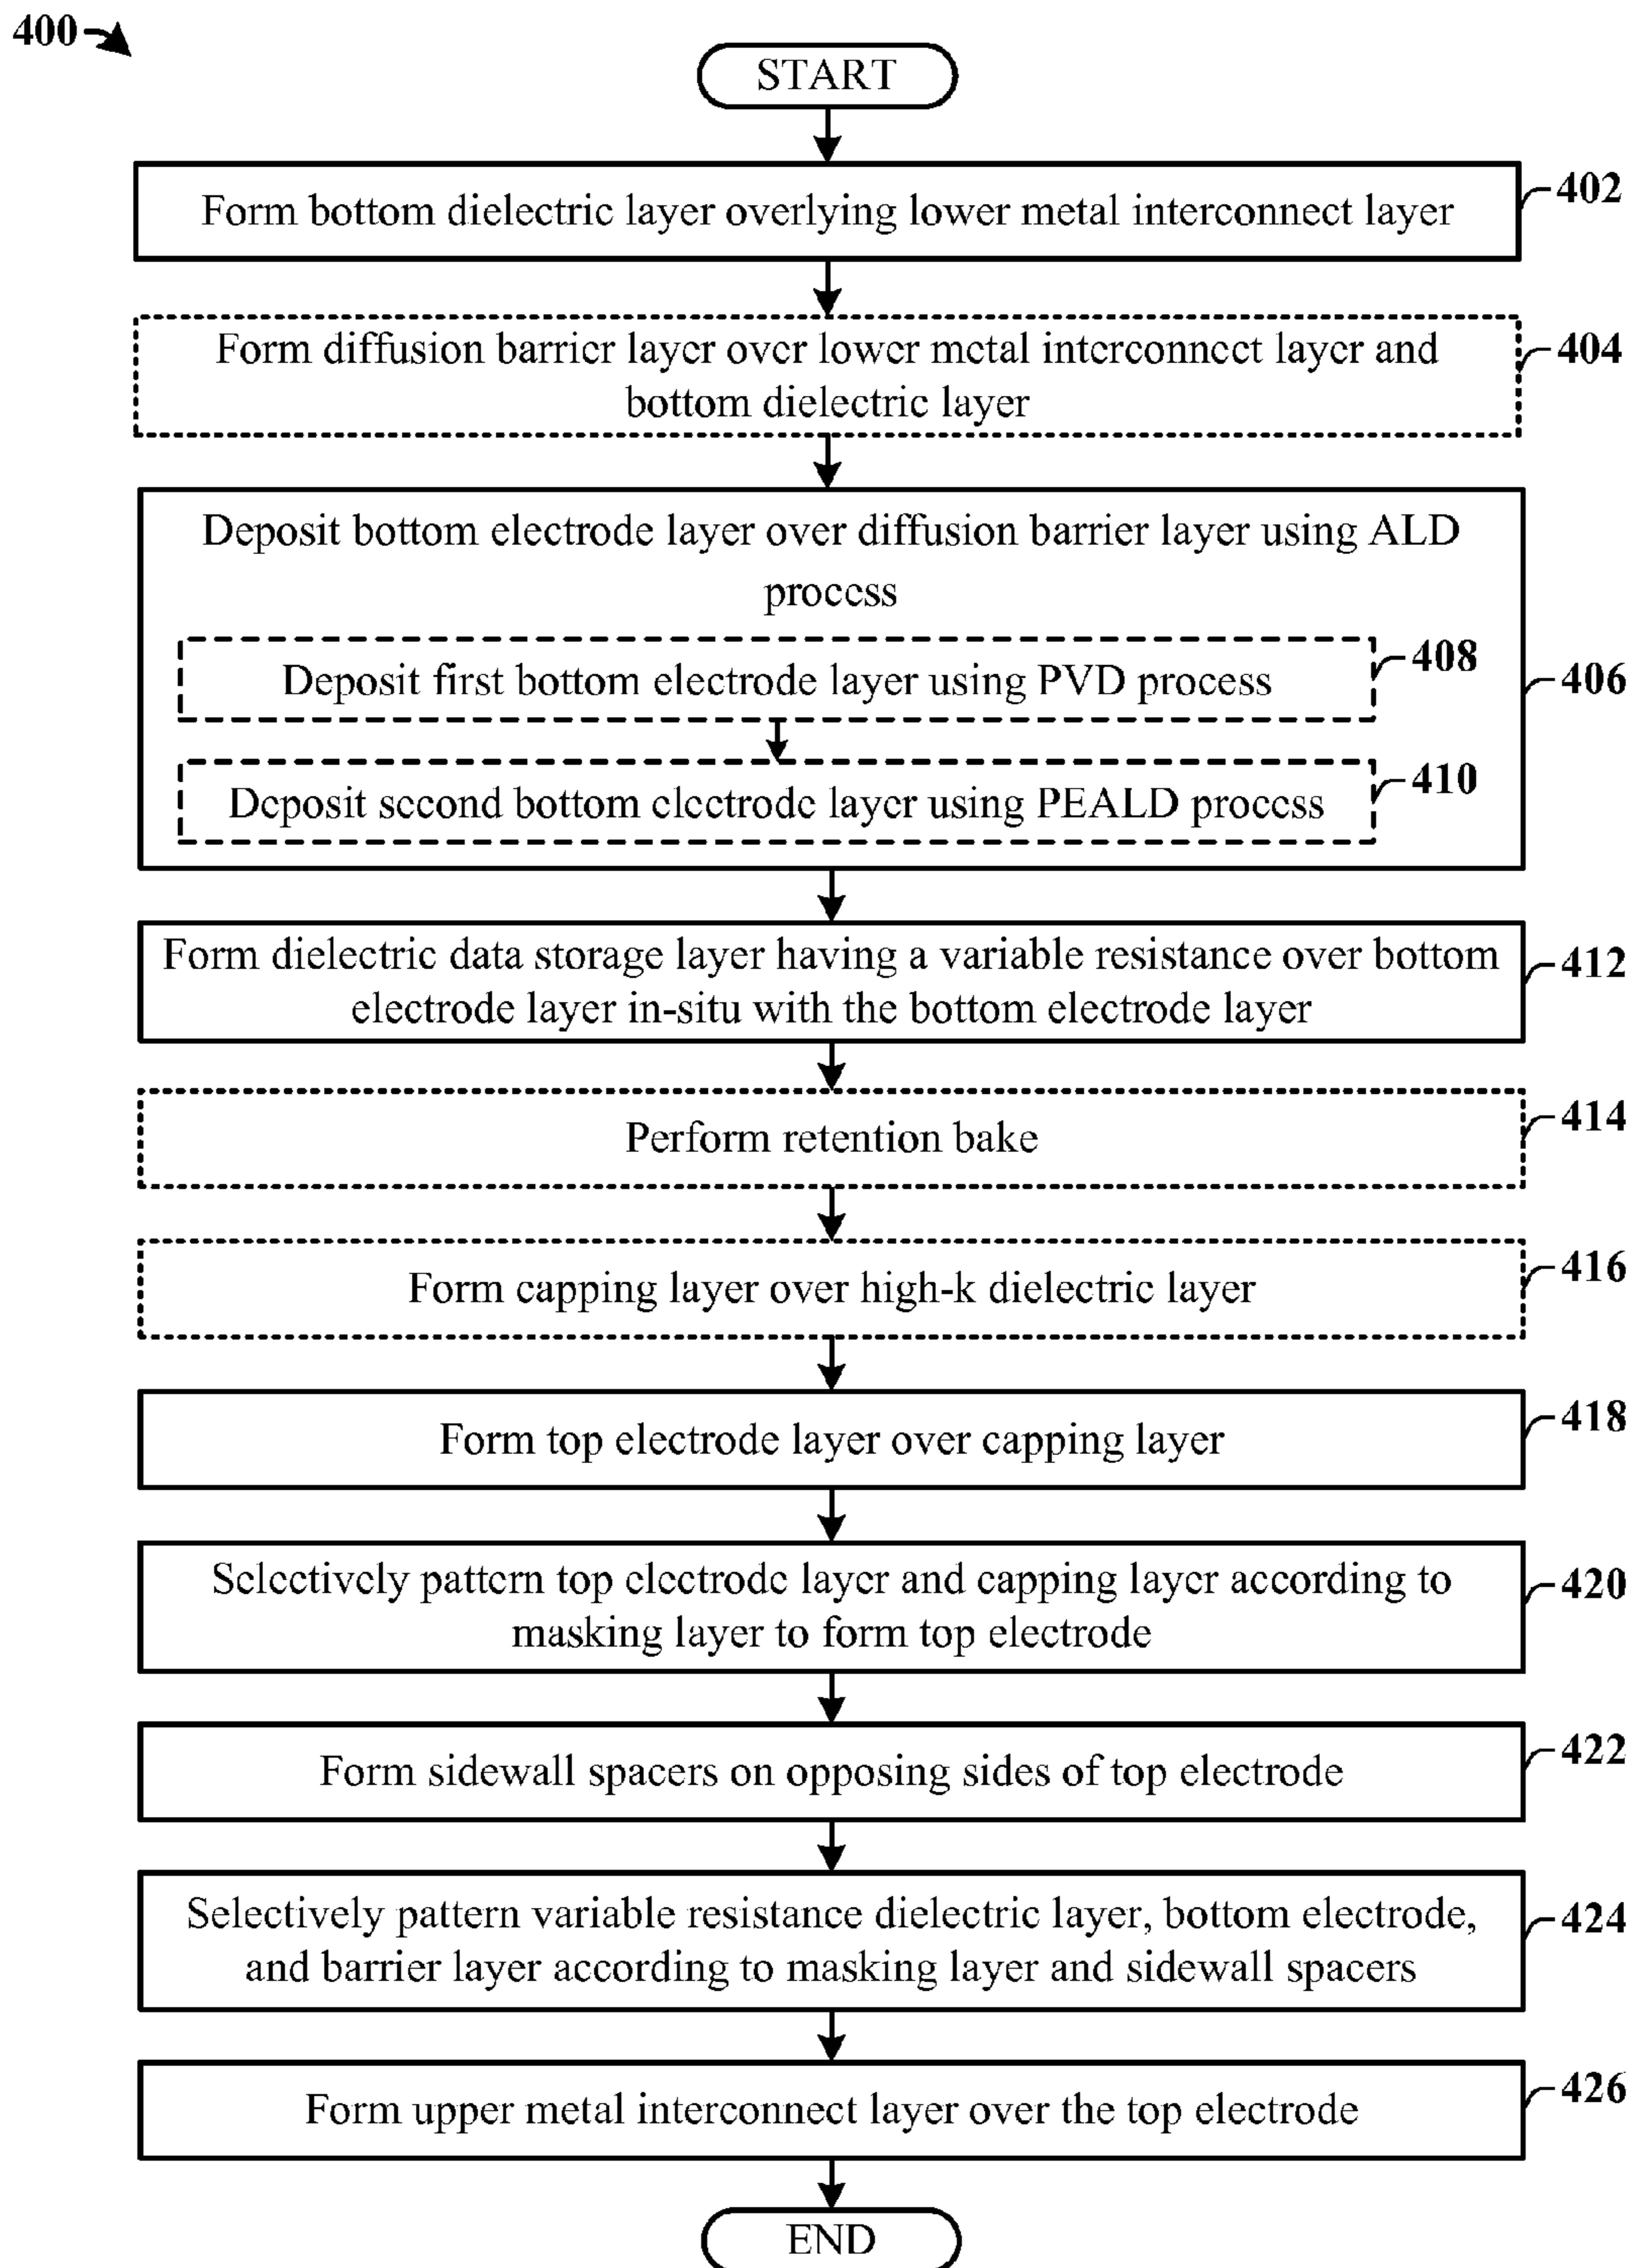 400
START
Form bottom dielectric layer overlying lower metal interconnect layer
402
Form diffusion barrier layer over lower metal interconnect layer and
bottom dielectric layer
404
Deposit bottom electrode layer over diffusion barrier layer using ALD
process
406
Deposit first bottom electrode layer using PVD process
408
Deposit second bottom electrode layer using PEALD process
410
Form dielectric data storage layer having a variable resistance over bottom
electrode layer in-situ with the bottom electrode layer
412
Perform retention bake
414
Form capping layer over high-k dielectric layer
416
Form top electrode layer over capping layer
418
Selectively pattern top electrode layer and capping layer according to
masking layer to form top electrode
420
Form sidewall spacers on opposing sides of top electrode
422
Selectively pattern variable resistance dielectric layer, bottom electrode,
and barrier layer according to masking layer and sidewall spacers
424
Form upper metal interconnect layer over the top electrode
426
END